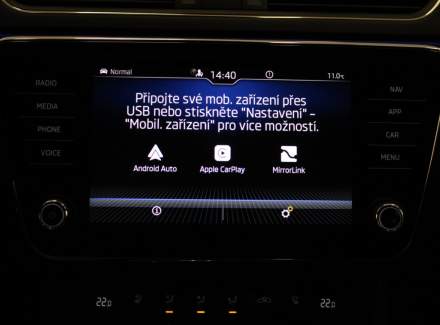 Normal 14:40 11.0°C
RADIO
MEDIA
PHONE
VOICE
Připojte své mob. zařízení přes
USB nebo stiskněte "Nastavení" –
"Mobil. zařízení" pro více možností.
Android Auto Apple CarPlay MirrorLink
NAV
APP
CAR
MENU
22.0 22.0